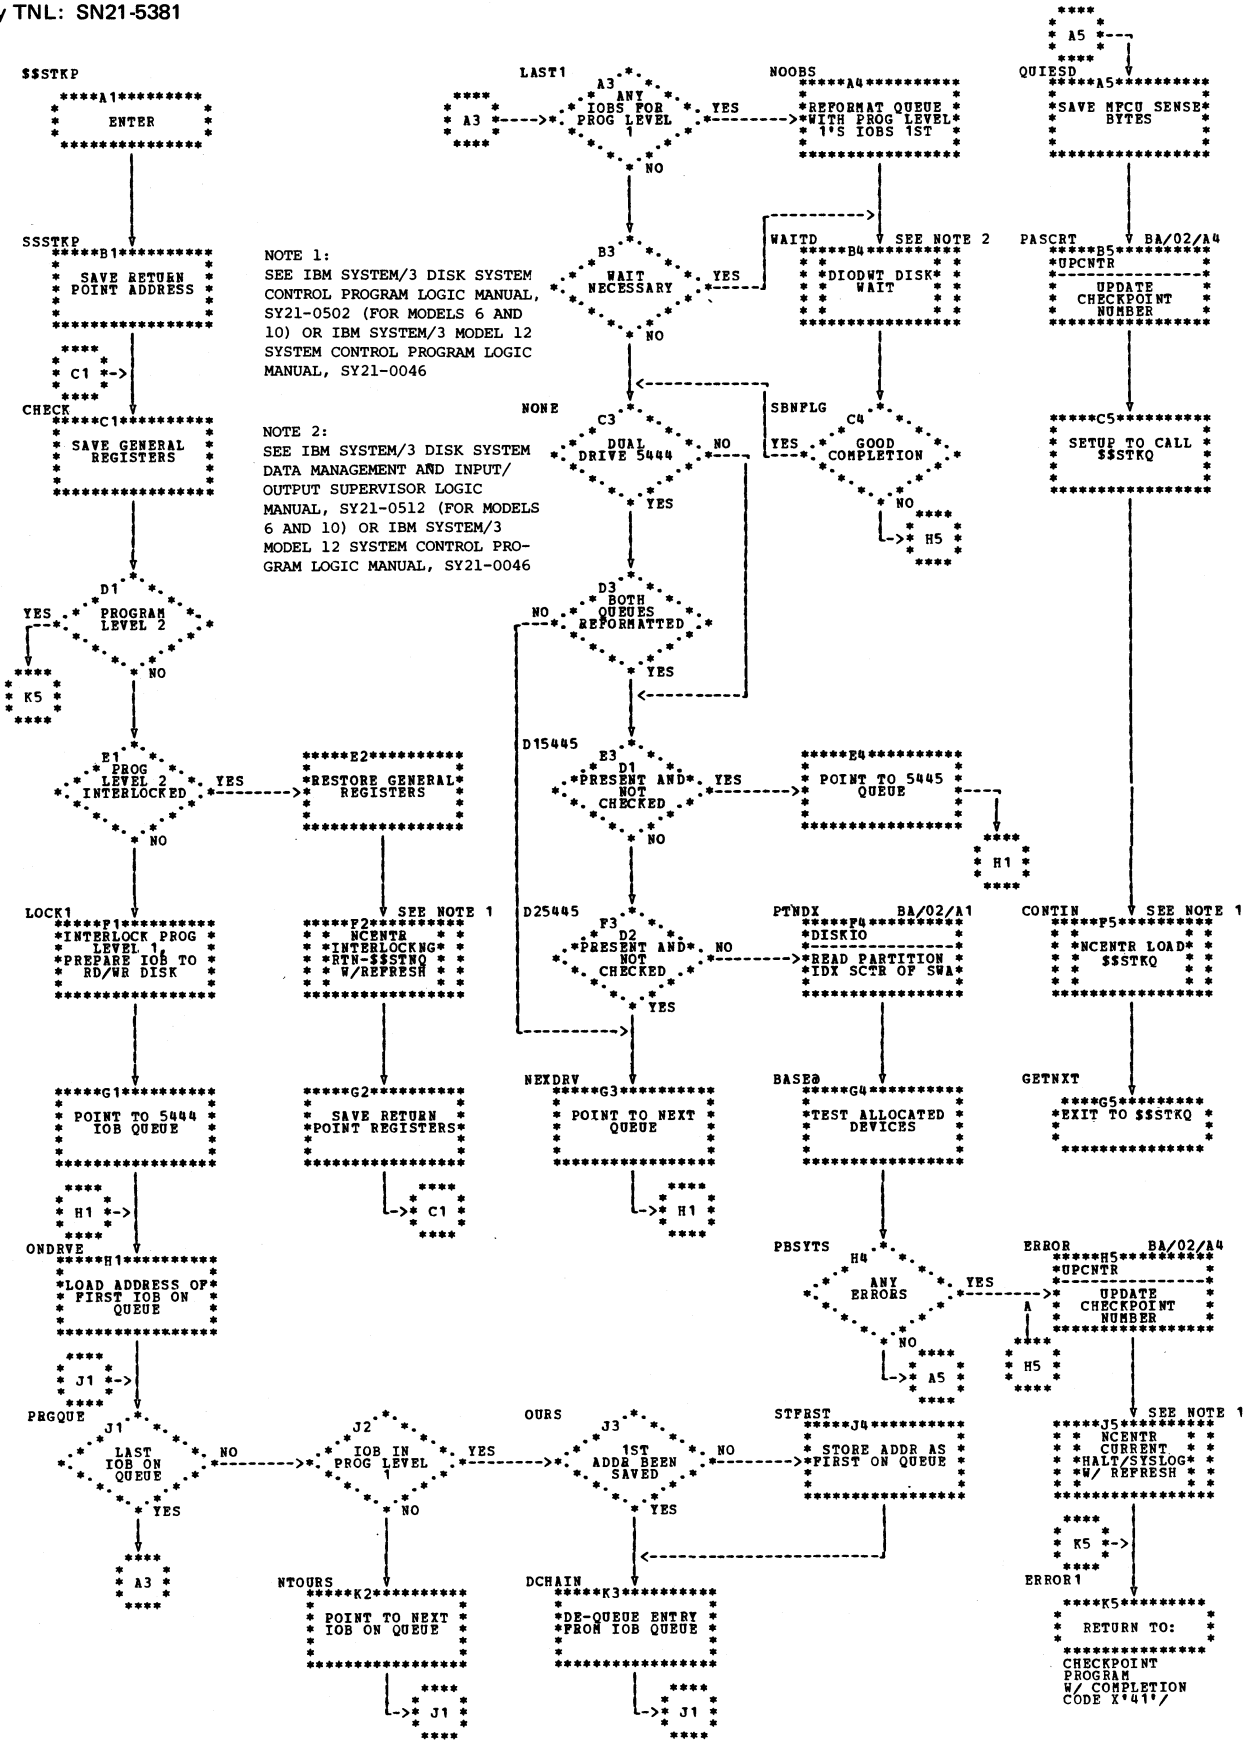 y TNL: SN21-5381
$$STKP
A1
ENTER
SSSTKP
B1
SAVE RETURN
POINT ADDRESS
C1
CHECK
C1
SAVE GENERAL
REGISTERS
D1
PROGRAM
LEVEL 2
YES
NO
K5
E1
PROG
LEVEL 2
INTERLOCKED
YES
NO
LOCK1
F1
INTERLOCK PROG
LEVEL 1,
PREPARE IOB TO
RD/WR DISK
G1
POINT TO 5444
IOB QUEUE
H1
ONDRVE
H1
LOAD ADDRESS OF
FIRST IOB ON
QUEUE
J1
PRGQUE
J1
LAST
IOB ON
QUEUE
NO
YES
A3
NOTE 1:
SEE IBM SYSTEM/3 DISK SYSTEM
CONTROL PROGRAM LOGIC MANUAL,
SY21-0502 (FOR MODELS 6 AND
10) OR IBM SYSTEM/3 MODEL 12
SYSTEM CONTROL PROGRAM LOGIC
MANUAL, SY21-0046
NOTE 2:
SEE IBM SYSTEM/3 DISK SYSTEM
DATA MANAGEMENT AND INPUT/
OUTPUT SUPERVISOR LOGIC
MANUAL, SY21-0512 (FOR MODELS
6 AND 10) OR IBM SYSTEM/3
MODEL 12 SYSTEM CONTROL PRO-
GRAM LOGIC MANUAL, SY21-0046
E2
RESTORE GENERAL
REGISTERS
SEE NOTE 1
F2
NCENTR
INTERLOCKNG
RTN-$$STNQ
W/REFRESH
G2
SAVE RETURN
POINT REGISTERS
C1
J2
IOB IN
PROG LEVEL
1
YES
NO
NTOURS
K2
POINT TO NEXT
IOB ON QUEUE
J1
LAST1
A3
A3
ANY
IOBS FOR
PROG LEVEL
1
YES
NO
B3
WAIT
NECESSARY
YES
NO
NONE
C3
DUAL
DRIVE 5444
NO
YES
D3
BOTH
QUEUES
REFORMATTED
NO
YES
D15445
E3
D1
PRESENT AND
NOT
CHECKED
YES
NO
D25445
F3
D2
PRESENT AND
NOT
CHECKED
NO
YES
NEXDRV
G3
POINT TO NEXT
QUEUE
H1
OURS
J3
1ST
ADDR BEEN
SAVED
NO
YES
DCHAIN
K3
DE-QUEUE ENTRY
FROM IOB QUEUE
J1
NOOBS
A4
REFORMAT QUEUE
WITH PROG LEVEL
1'S IOBS 1ST
WAITD
SEE NOTE 2
B4
DIODWT DISK
WAIT
SBNFLG
C4
GOOD
COMPLETION
YES
NO
H5
E4
POINT TO 5445
QUEUE
H1
PTNDX
BA/02/A1
F4
DISKIO
READ PARTITION
IDX SCTR OF SWA
BASE@
G4
TEST ALLOCATED
DEVICES
PBSYTS
H4
ANY
ERRORS
YES
NO
A5
STFRST
J4
STORE ADDR AS
FIRST ON QUEUE
A5
QUIESD
A5
SAVE MFCU SENSE
BYTES
PASCRT
BA/02/A4
B5
UPCNTR
UPDATE
CHECKPOINT
NUMBER
C5
SETUP TO CALL
$$STKQ
CONTIN
SEE NOTE 1
F5
NCENTR LOAD
$$STKQ
GETNXT
G5
EXIT TO $$STKQ
ERROR
BA/02/A4
H5
UPCNTR
UPDATE
CHECKPOINT
NUMBER
H5
SEE NOTE 1
J5
NCENTR
CURRENT
HALT/SYSLOG
W/ REFRESH
K5
ERROR1
K5
RETURN TO:
CHECKPOINT
PROGRAM
W/ COMPLETION
CODE X'41'/